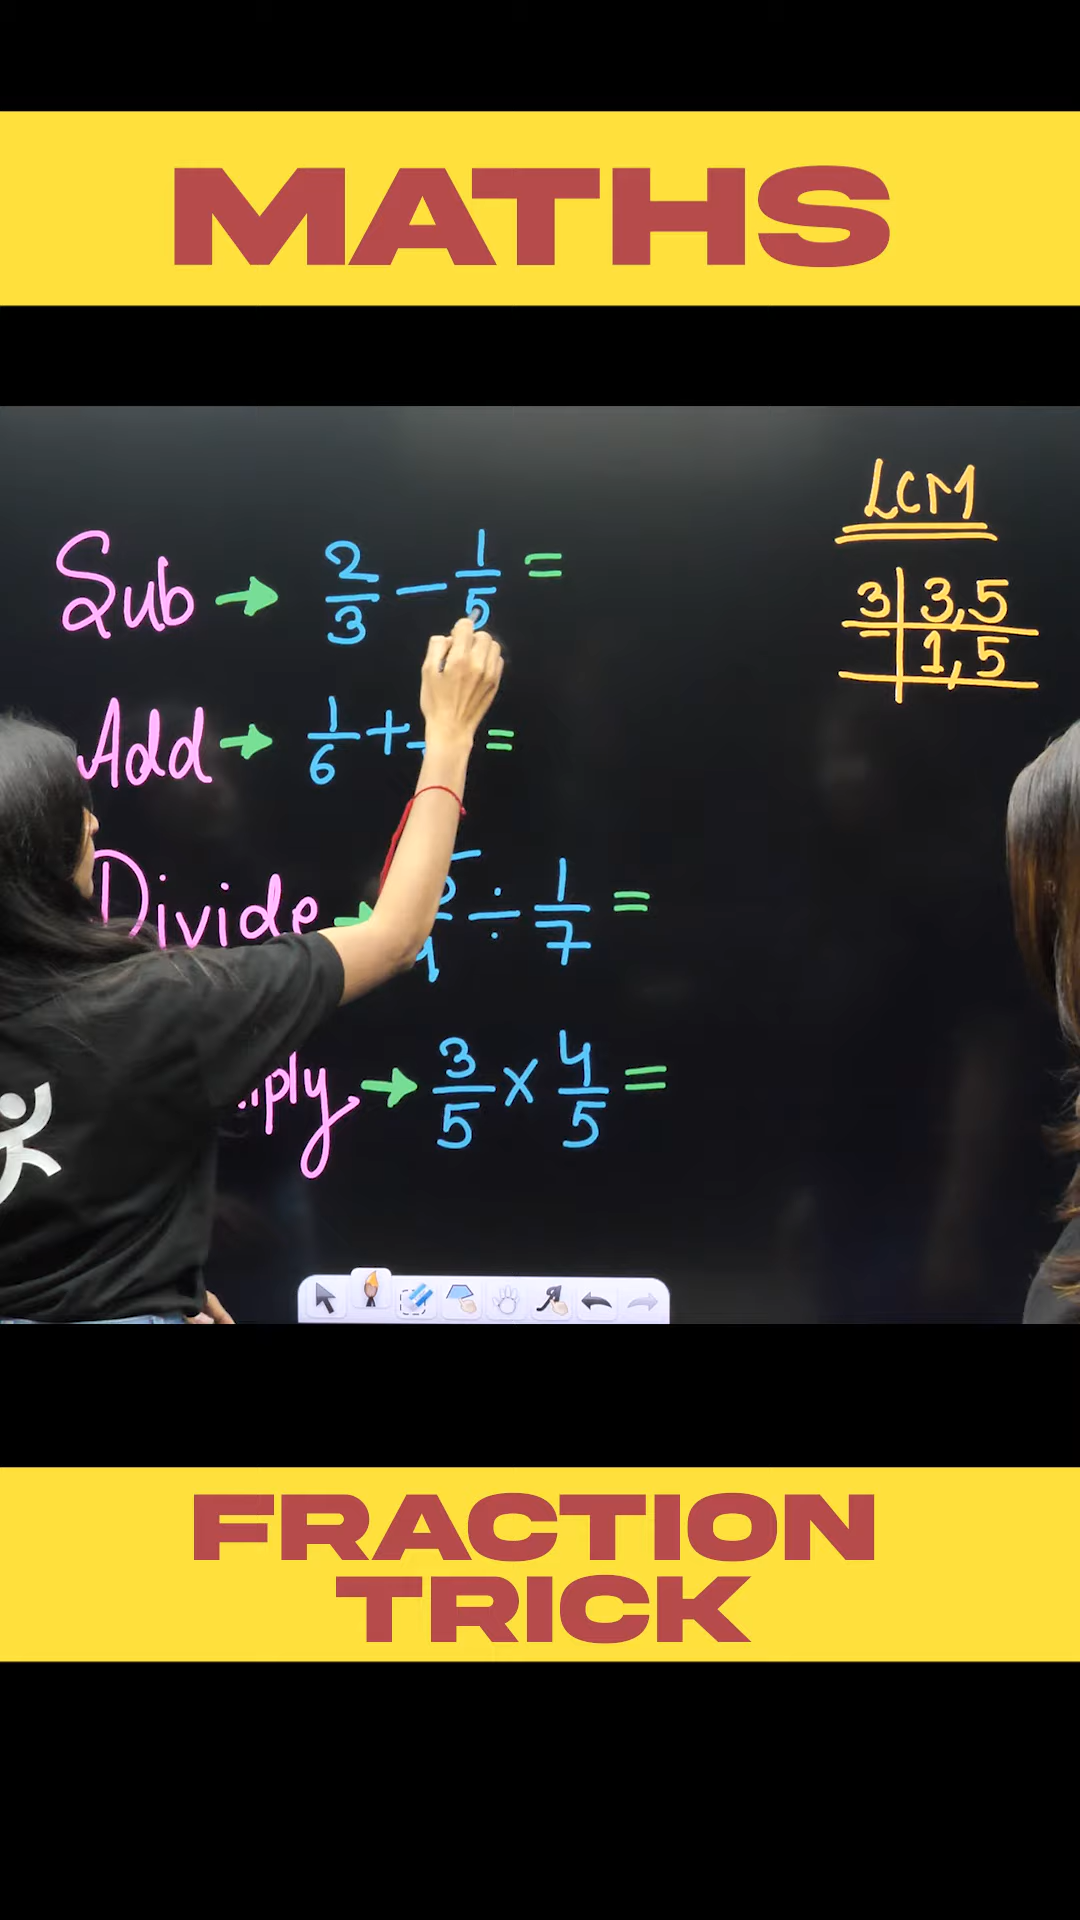 MATHS
LCM
Sub → 2/3 - 1/5 =
3 | 3,5
1,5
Add → 1/6 + =
Divide → ÷ 1/7 =
→ 3/5 × 4/5 =
FRACTION
TRICK